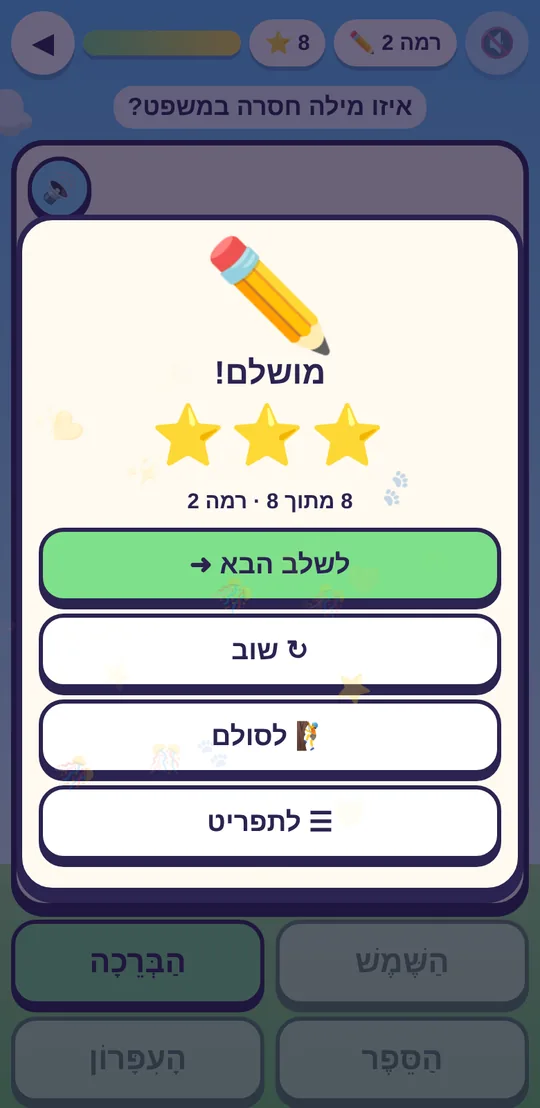 רמה 2
8
איזו מילה חסרה במשפט?
מושלם!
8 מתוך 8 · רמה 2
לשלב הבא ➜
↻ שוב
לסולם
☰ לתפריט
הַשֶּׁמֶשׁ הַבְּרֵכָה
הַסֵּפֶר הָעִפָּרוֹן